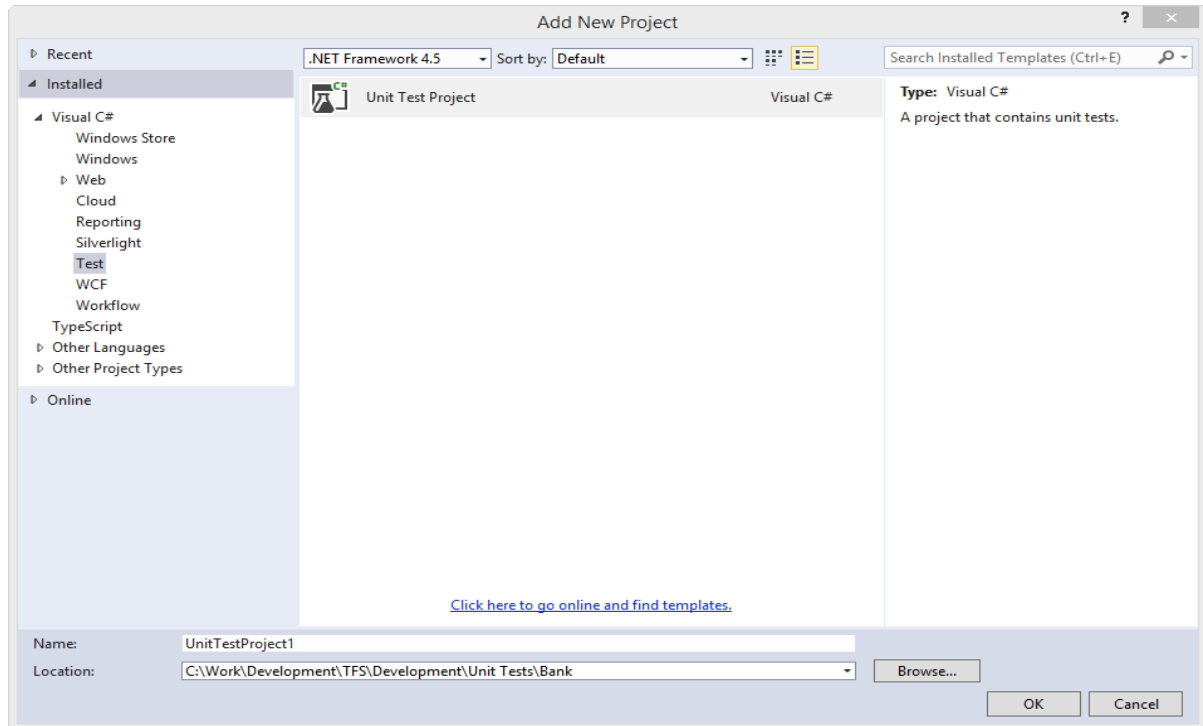 Add New Project
?
Recent
.NET Framework 4.5
Sort by: Default
Search Installed Templates (Ctrl+E)
Installed
C#
Unit Test Project
Visual C#
Type: Visual C#
A project that contains unit tests.
Visual C#
Windows Store
Windows
Web
Cloud
Reporting
Silverlight
Test
WCF
Workflow
TypeScript
Other Languages
Other Project Types
Online
Click here to go online and find templates.
Name: UnitTestProject1
Location: C:\Work\Development\TFS\Development\Unit Tests\Bank
Browse...
OK
Cancel